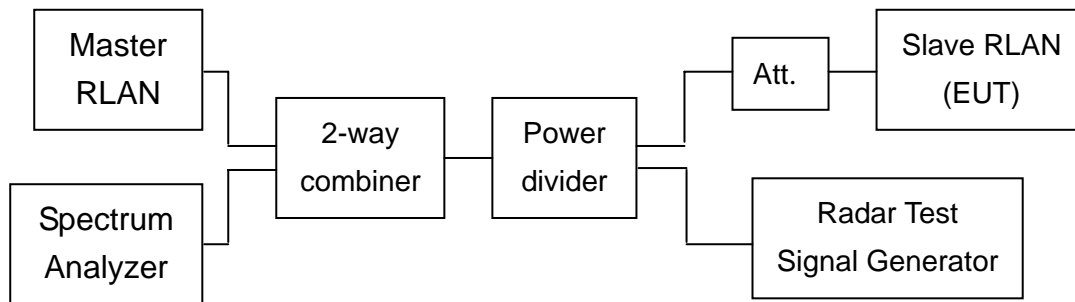 Master
RLAN
Spectrum
Analyzer
2-way
combiner
Power
divider
Att.
Slave RLAN
(EUT)
Radar Test
Signal Generator